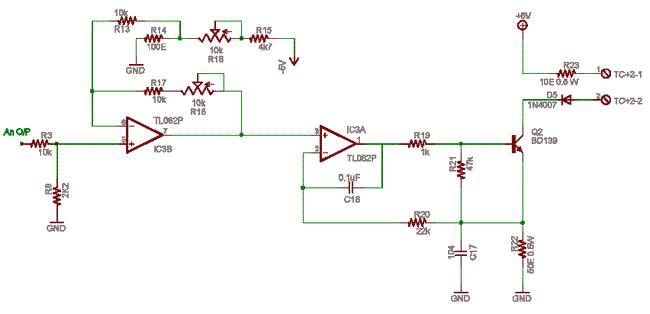 10k
R13
R14
100E
GND
10k
R18
R15
4k7
-5V
+5V
R23
10E 0.6W
1
TC+2-1
D5
1N4007
2
TC+2-2
R17
10k
10k
R16
An O/P
R3
10k
6
5
7
TL062P
IC3B
R8
2K2
GND
3
2
1
IC3A
TL062P
0.1uF
C18
R19
1k
R21
47k
Q2
BD139
R20
22k
104
C17
R22
50E 0.6W
GND
GND